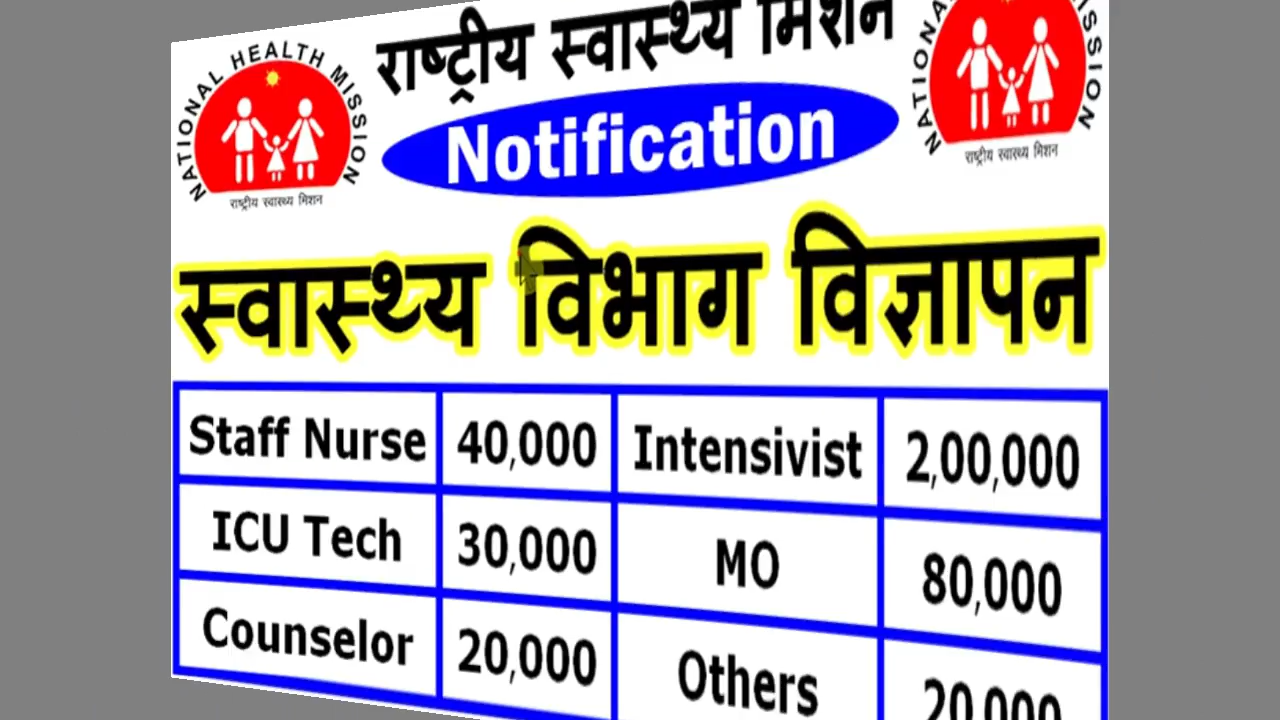 राष्ट्रीय स्वास्थ्य मिशन
NATIONAL HEALTH MISSION
राष्ट्रीय स्वास्थ्य मिशन
Notification
NATIONAL MISSION
राष्ट्रीय स्वास्थ्य मिशन
स्वास्थ्य विभाग विज्ञापन
Staff Nurse 40,000 Intensivist 2,00,000
ICU Tech 30,000 MO 80,000
Counselor 20,000 Others 20,000